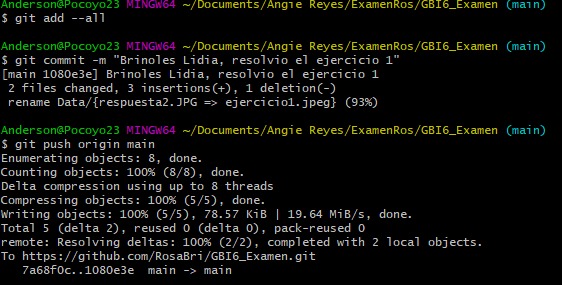 Anderson@Pocoyo23 MINGW64 ~/Documents/Angie Reyes/ExamenRos/GBI6_Examen (main)
$ git add --all
Anderson@Pocoyo23 MINGW64 ~/Documents/Angie Reyes/ExamenRos/GBI6_Examen (main)
$ git commit -m "Brinoles Lidia, resolvio el ejercicio 1"
[main 1080e3e] Brinoles Lidia, resolvio el ejercicio 1
 2 files changed, 3 insertions(+), 1 deletion(-)
 rename Data/{respuesta2.JPG => ejercicio1.jpeg} (93%)
Anderson@Pocoyo23 MINGW64 ~/Documents/Angie Reyes/ExamenRos/GBI6_Examen (main)
$ git push origin main
Enumerating objects: 8, done.
Counting objects: 100% (8/8), done.
Delta compression using up to 8 threads
Compressing objects: 100% (5/5), done.
Writing objects: 100% (5/5), 78.57 KiB | 19.64 MiB/s, done.
Total 5 (delta 2), reused 0 (delta 0), pack-reused 0
remote: Resolving deltas: 100% (2/2), completed with 2 local objects.
To https://github.com/RosaBri/GBI6_Examen.git
   7a68f0c..1080e3e  main -> main